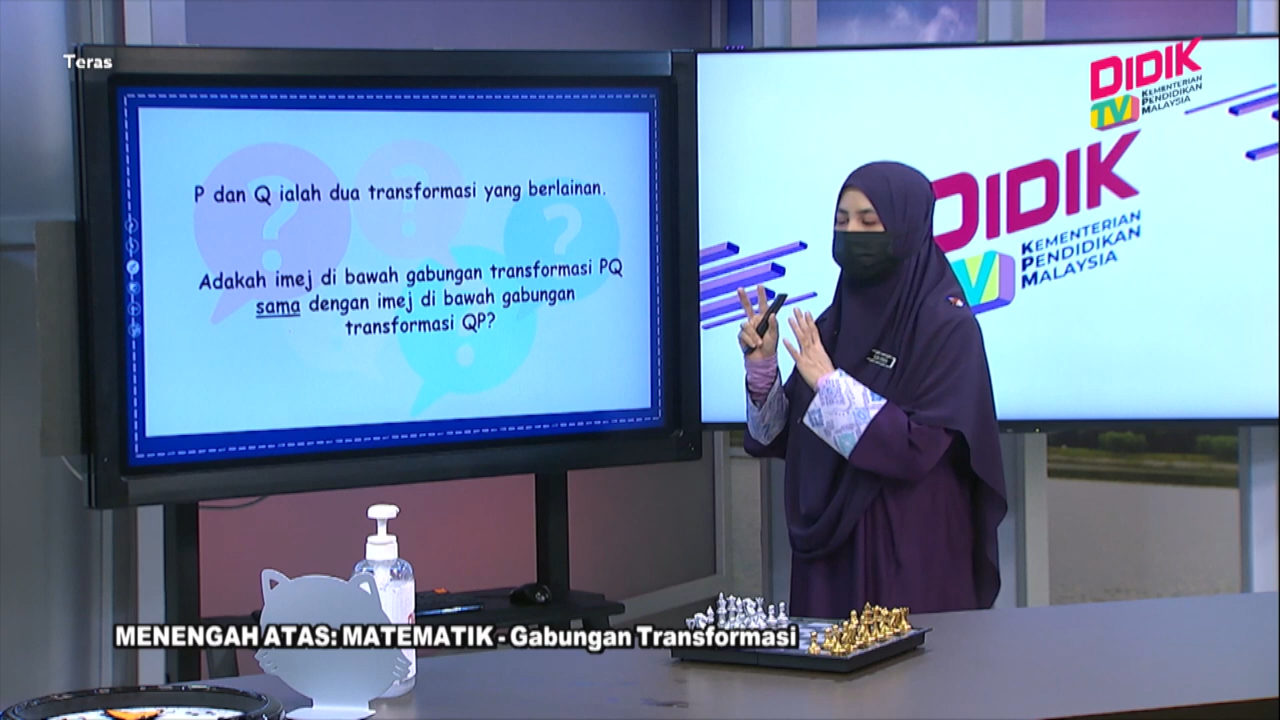 Teras
P dan Q ialah dua transformasi yang berlainan.
Adakah imej di bawah gabungan transformasi PQ
sama dengan imej di bawah gabungan
transformasi QP?
DIDIK
TV
KEMENTERIAN
PENDIDIKAN
MALAYSIA
DIDIK
TV
KEMENTERIAN
PENDIDIKAN
MALAYSIA
MENENGAH ATAS: MATEMATIK - Gabungan Transformasi